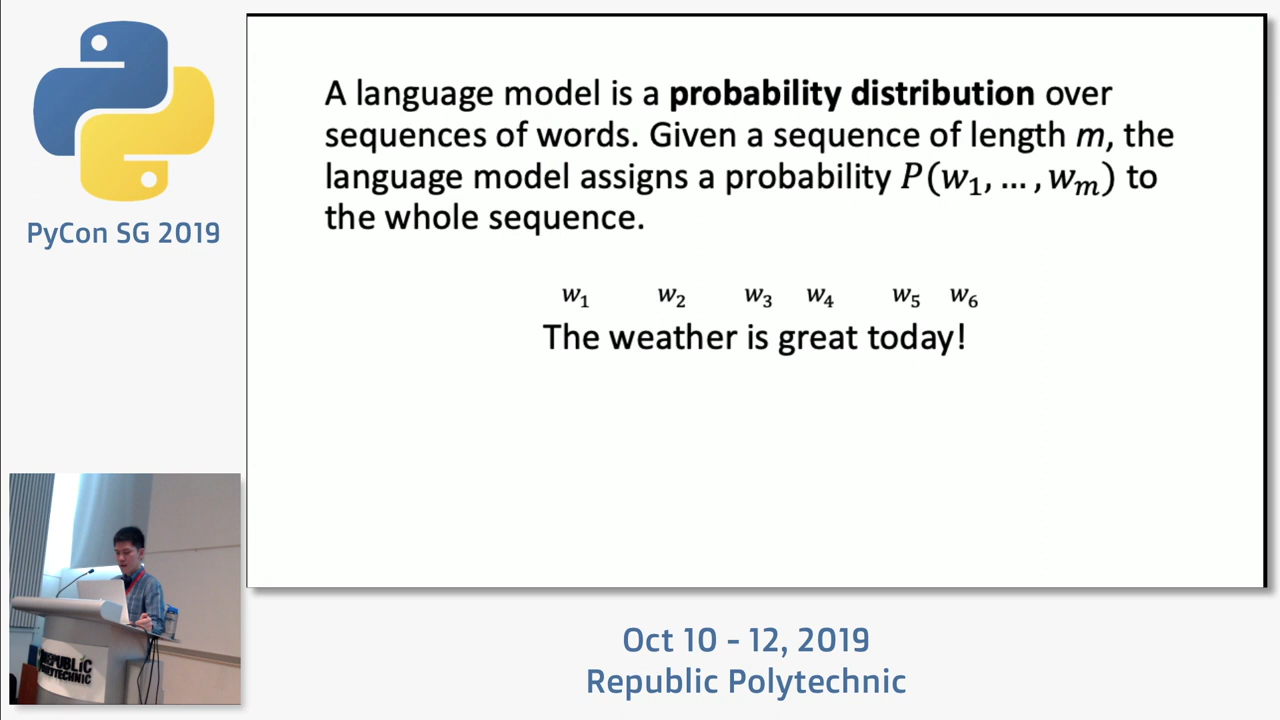 PyCon SG 2019
A language model is a probability distribution over
sequences of words. Given a sequence of length m, the
language model assigns a probability P(w₁, … , wₘ) to
the whole sequence.
w₁ w₂ w₃ w₄ w₅ w₆
The weather is great today!
REPUBLIC
POLYTECHNIC
Oct 10 - 12, 2019
Republic Polytechnic